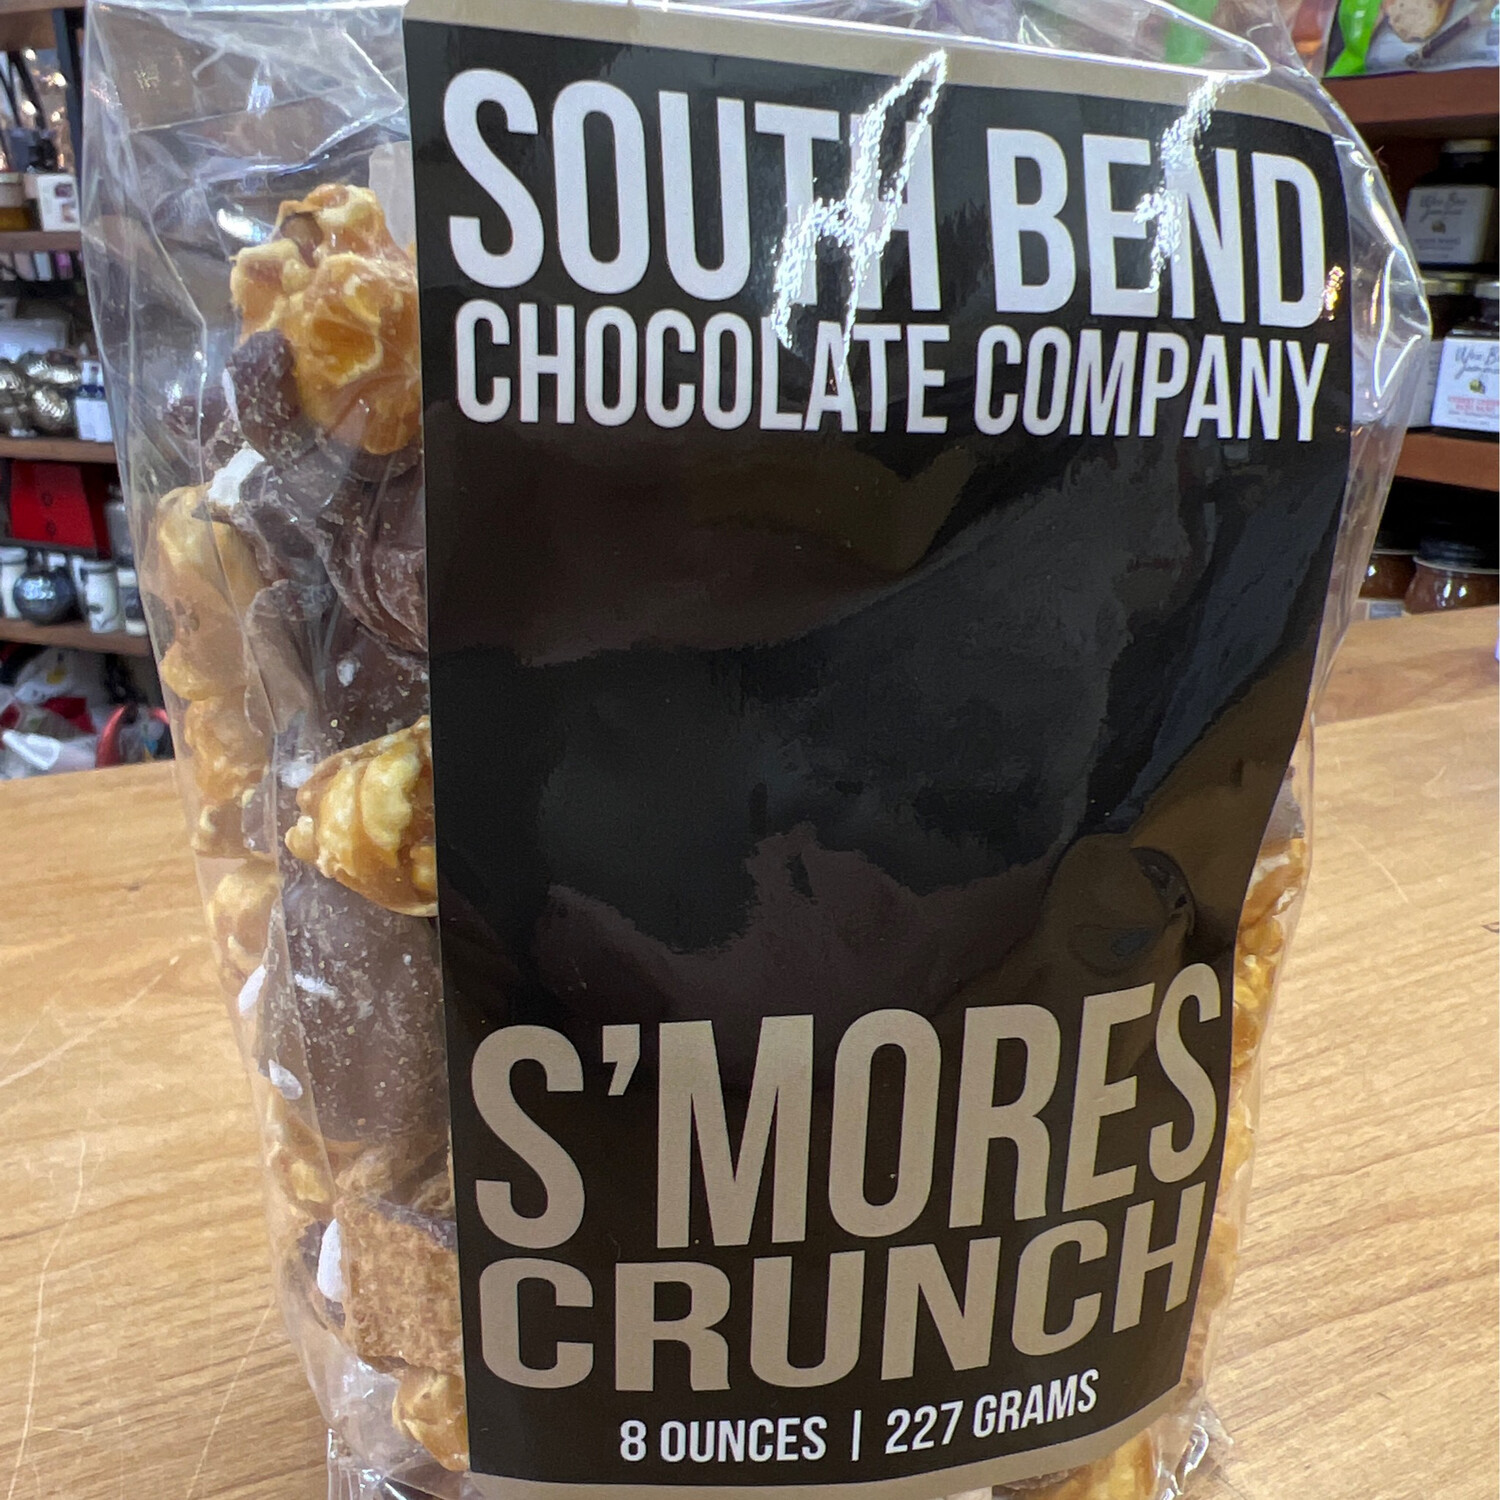 SOUTH BEND
CHOCOLATE COMPANY
S'MORES
CRUNCH
8 OUNCES | 227 GRAMS